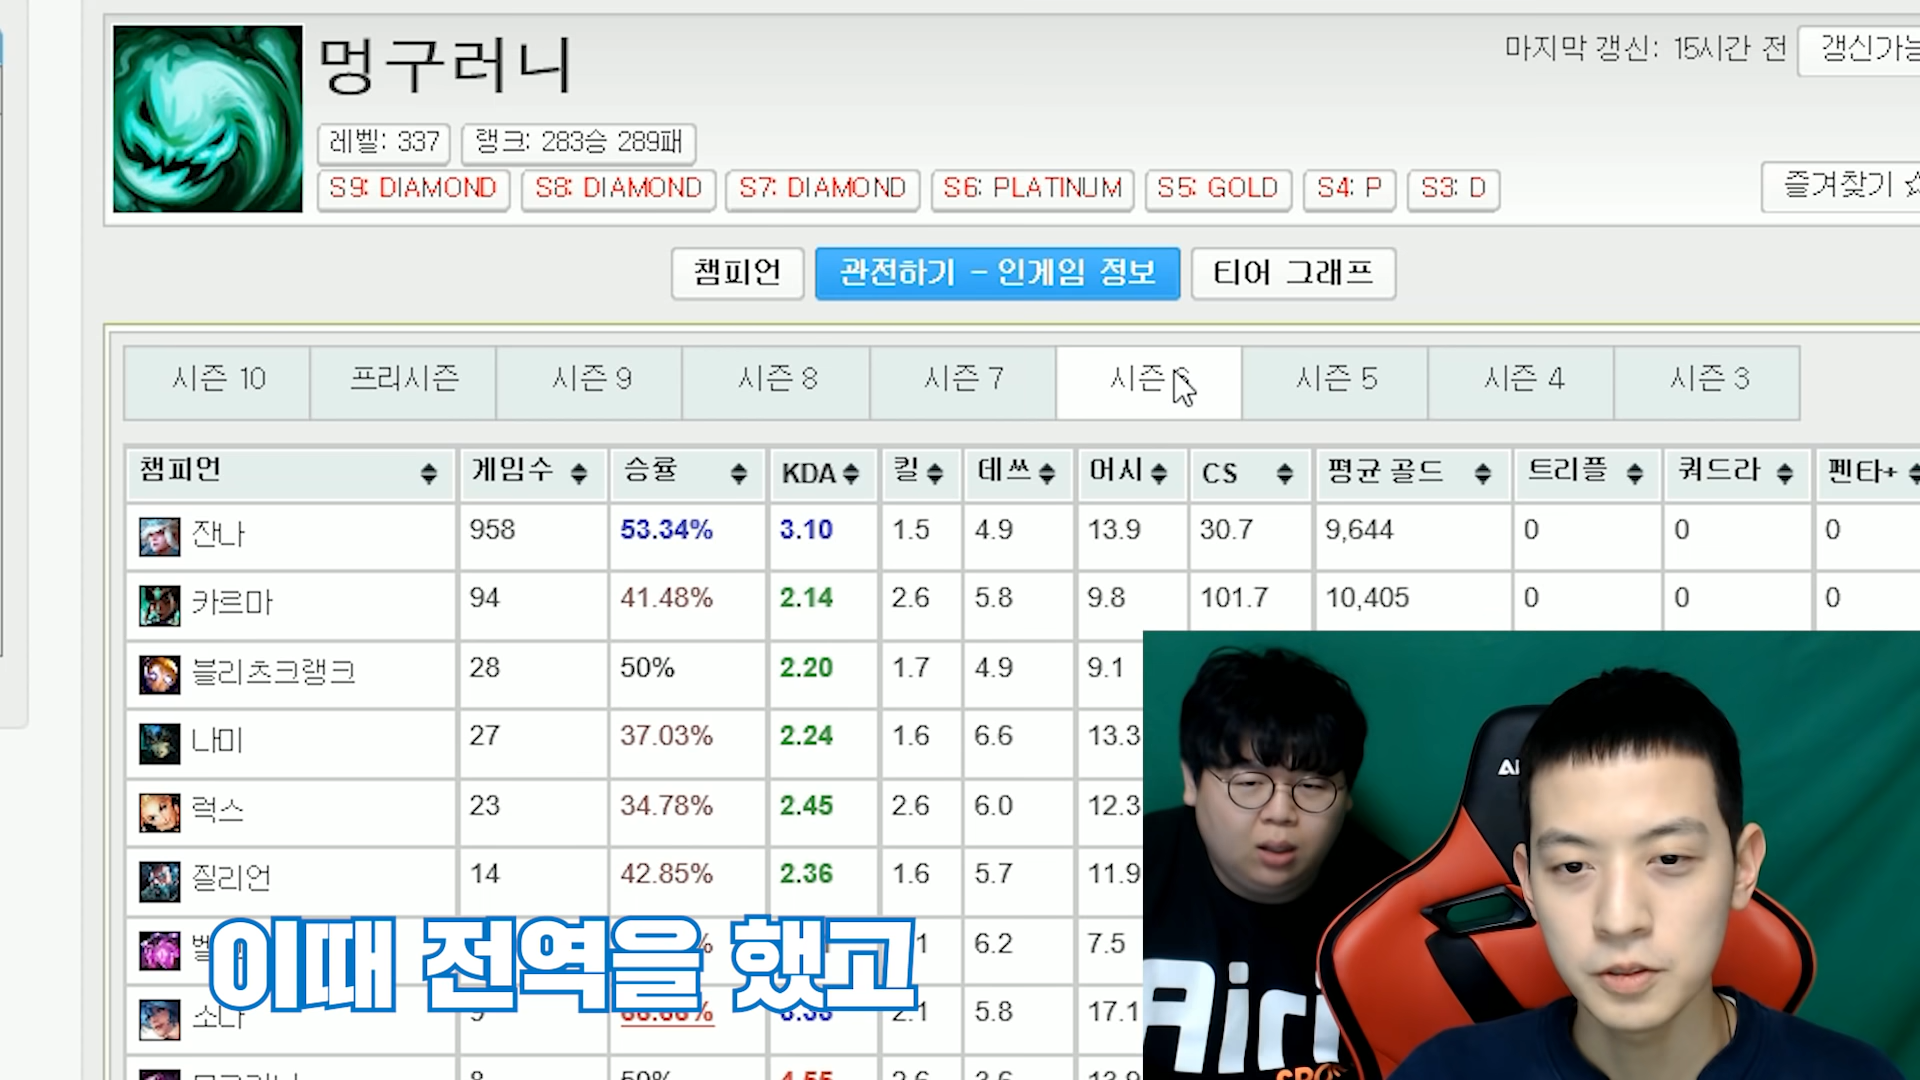 멍구러니
마지막 갱신: 15시간 전
레벨: 337 랭크: 283승 289패
S9: DIAMOND S8: DIAMOND S7: DIAMOND S6: PLATINUM S5: GOLD S4: P S3: D
즐겨찾기 ☆
챔피언 관전하기 - 인게임 정보 티어 그래프
시즌 10 프리시즌 시즌 9 시즌 8 시즌 7 시즌 6 시즌 5 시즌 4 시즌 3
챔피언 게임수 승률 KDA 킬 데쓰 어시 CS 평균 골드 트리플 쿼드라 펜타+
잔나 958 53.34% 3.10 1.5 4.9 13.9 30.7 9,644 0 0 0
카르마 94 41.48% 2.14 2.6 5.8 9.8 101.7 10,405 0 0 0
블리츠크랭크 28 50% 2.20 1.7 4.9 9.1
나미 27 37.03% 2.24 1.6 6.6 13.3
럭스 23 34.78% 2.45 2.6 6.0 12.3
질리언 14 42.85% 2.36 1.6 5.7 11.9
6.2 7.5
소나 5.8 17.1
이때 전역을 했고
50%